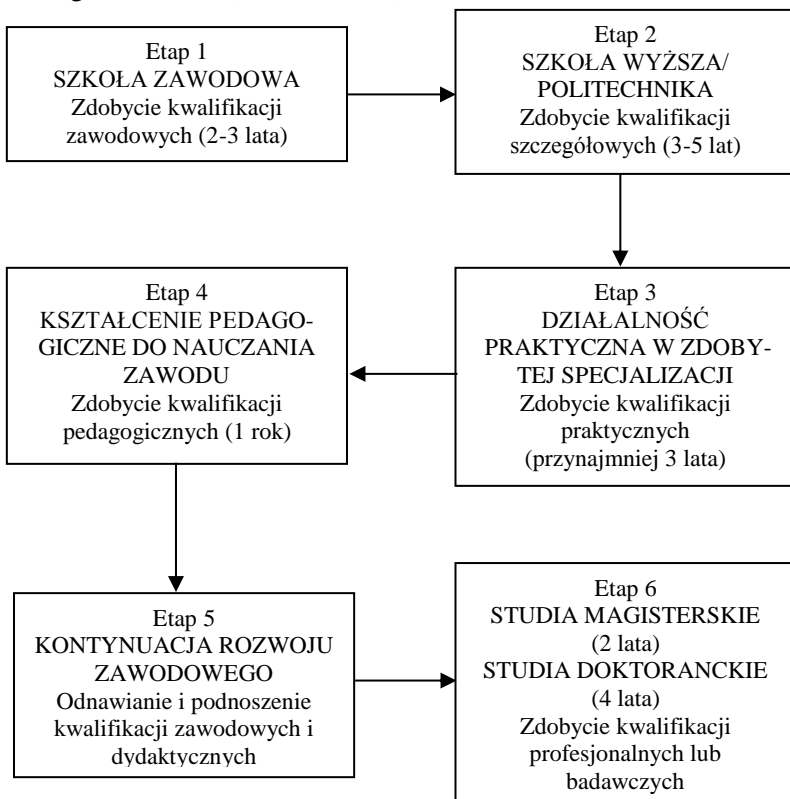 Etap 1
SZKOŁA ZAWODOWA
Zdobycie kwalifikacji
zawodowych (2-3 lata)
Etap 2
SZKOŁA WYŻSZA/
POLITECHNIKA
Zdobycie kwalifikacji
szczegółowych (3-5 lat)
Etap 4
KSZTAŁCENIE PEDAGO-
GICZNE DO NAUCZANIA
ZAWODU
Zdobycie kwalifikacji
pedagogicznych (1 rok)
Etap 3
DZIAŁALNOŚĆ
PRAKTYCZNA W ZDOBY-
TEJ SPECJALIZACJI
Zdobycie kwalifikacji
praktycznych
(przynajmniej 3 lata)
Etap 5
KONTYNUACJA ROZWOJU
ZAWODOWEGO
Odnawianie i podnoszenie
kwalifikacji zawodowych i
dydaktycznych
Etap 6
STUDIA MAGISTERSKIE
(2 lata)
STUDIA DOKTORANCKIE
(4 lata)
Zdobycie kwalifikacji
profesjonalnych lub
badawczych